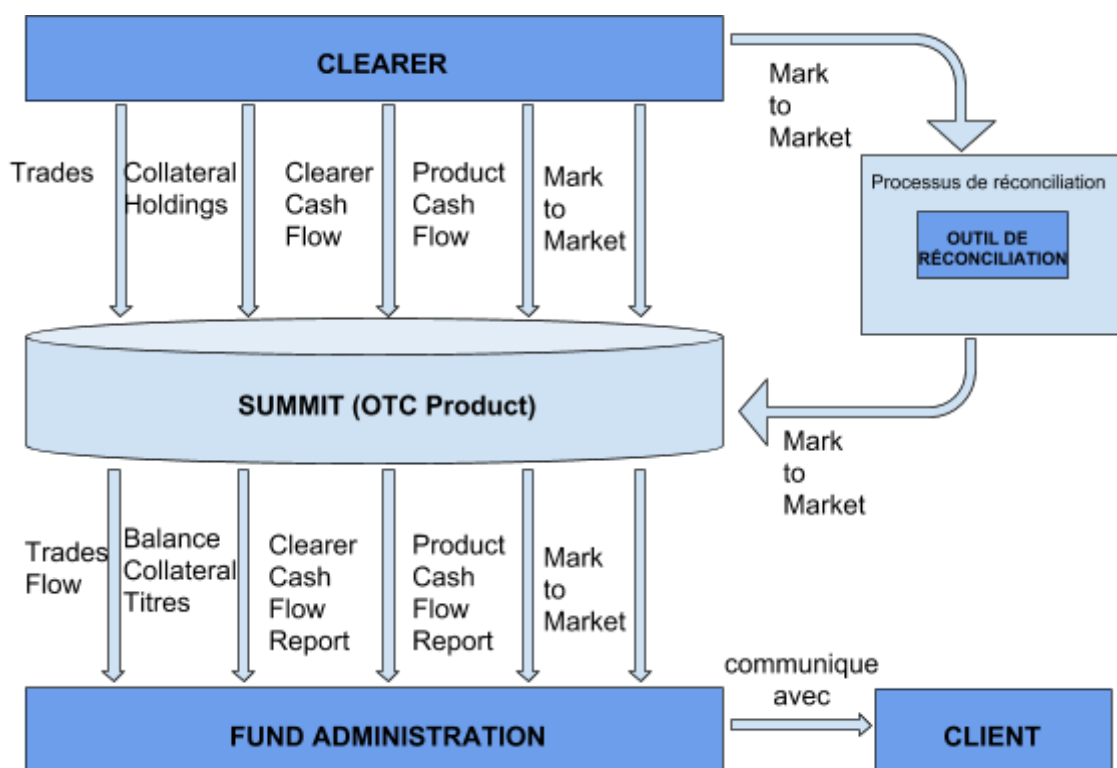 CLEARER
Mark
to
Market
Trades
Collateral
Holdings
Clearer
Cash
Flow
Product
Cash
Flow
Mark
to
Market
Processus de réconciliation
OUTIL DE
RÉCONCILIATION
SUMMIT (OTC Product)
Mark
to
Market
Trades
Flow
Balance
Collateral
Titres
Clearer
Cash
Flow
Report
Product
Cash
Flow
Report
Mark
to
Market
communique
avec
FUND ADMINISTRATION
CLIENT